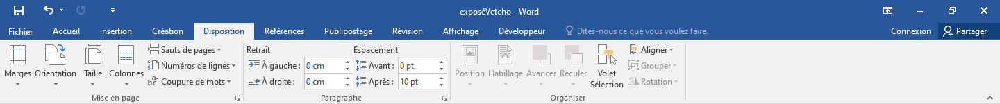 exposéVetcho - Word
Fichier Accueil Insertion Création Disposition Références Publipostage Révision Affichage Développeur Dites-nous ce que vous voulez faire. Connexion Partager
Marges Orientation Taille Colonnes
Sauts de pages
Numéros de lignes
Coupure de mots
Mise en page
Retrait Espacement
À gauche : 0 cm Avant : 0 pt
À droite : 0 cm Après : 10 pt
Paragraphe
Position Habillage Avancer Reculer Volet Sélection
Aligner
Grouper
Rotation
Organiser